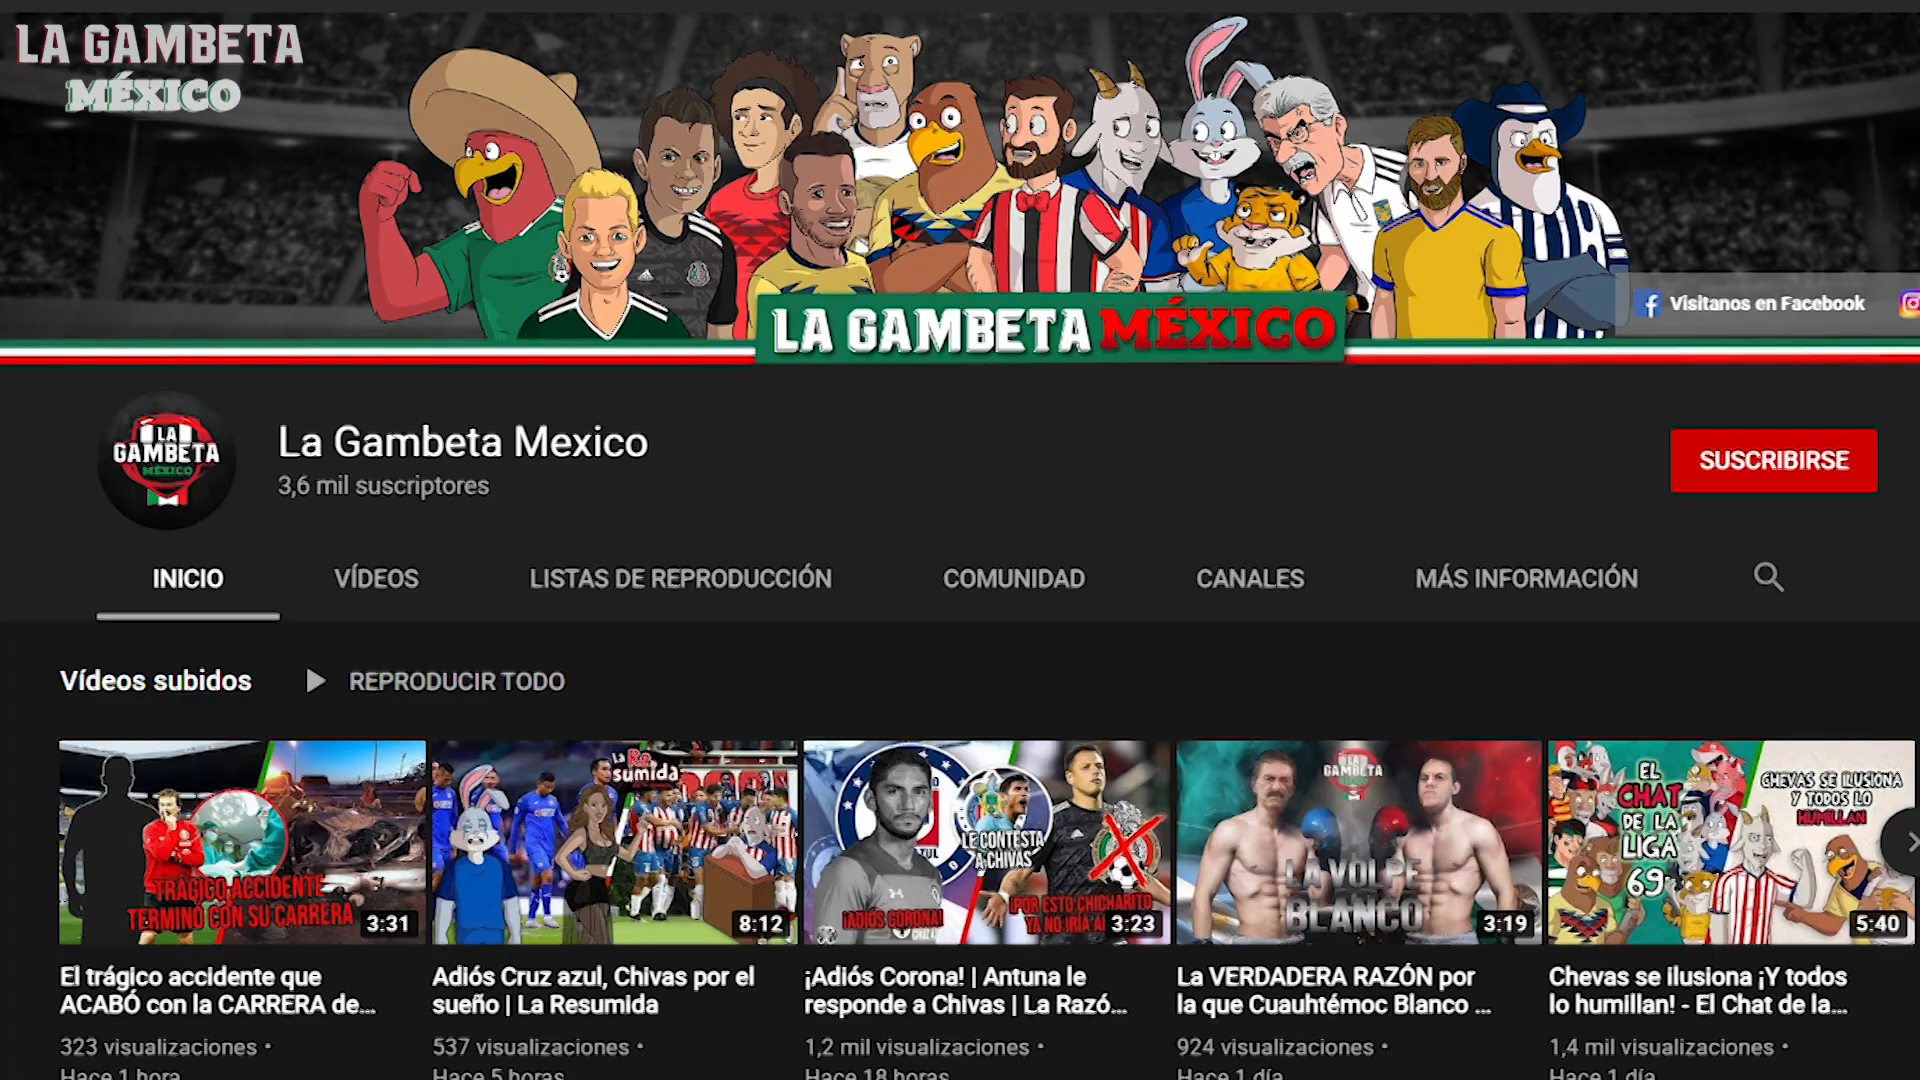 LA GAMBETA
MÉXICO
LA GAMBETA MÉXICO
Visitanos en Facebook
LA
GAMBETA
MÉXICO
La Gambeta Mexico
3,6 mil suscriptores
SUSCRIBIRSE
INICIO
VÍDEOS
LISTAS DE REPRODUCCIÓN
COMUNIDAD
CANALES
MÁS INFORMACIÓN
Vídeos subidos
REPRODUCIR TODO
TRÁGICO ACCIDENTE
TERMINÓ CON SU CARRERA
3:31
La Re
sumida
8:12
LE CONTESTA
A CHIVAS
¡ADIÓS CORONA!
¡POR ESTO CHICHARITO
YA NO IRÍA AL
3:23
LA
GAMBETA
LA VOLPE
BLANCO
3:19
EL
CHAT
DE LA
LIGA
69
CHEVAS SE ILUSIONA
Y TODOS LO
HUMILLAN
5:40
El trágico accidente que
ACABÓ con la CARRERA de...
323 visualizaciones •
Hace 1 hora
Adiós Cruz azul, Chivas por el
sueño | La Resumida
537 visualizaciones •
Hace 5 horas
¡Adiós Corona! | Antuna le
responde a Chivas | La Razó...
1,2 mil visualizaciones •
Hace 18 horas
La VERDADERA RAZÓN por
la que Cuauhtémoc Blanco ...
924 visualizaciones •
Hace 1 día
Chevas se ilusiona ¡Y todos
lo humillan! - El Chat de la...
1,4 mil visualizaciones •
Hace 1 día